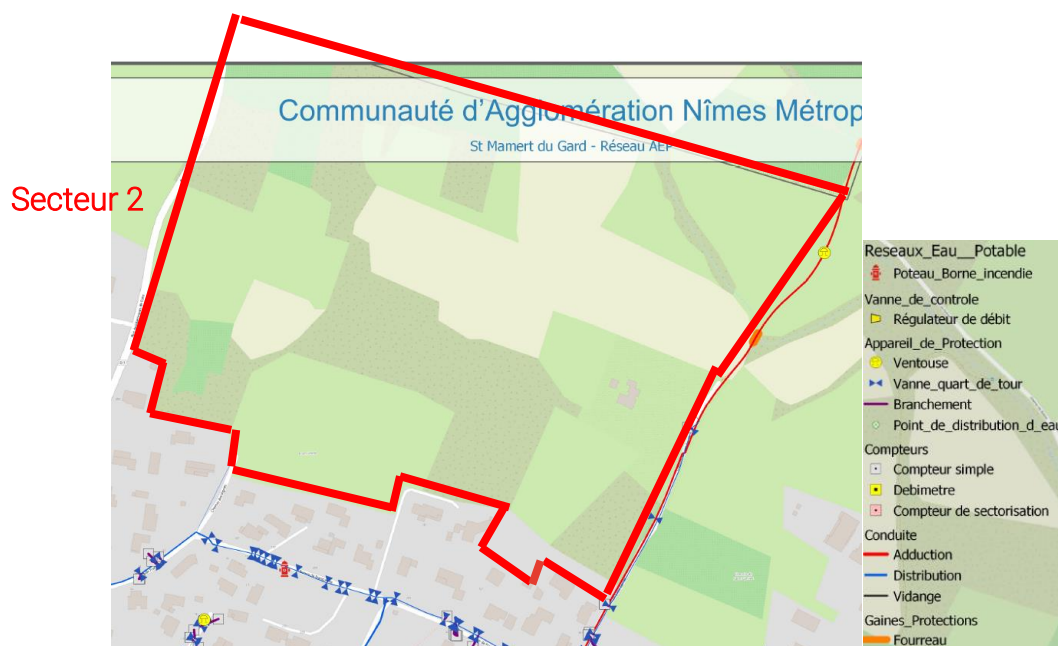 Communauté d'Agglomération Nîmes Métrop
St Mamert du Gard - Réseau AEP
Secteur 2
Reseaux_Eau__Potable
Poteau_Borne_incendie
Vanne_de_controle
Régulateur de débit
Appareil_de_Protection
Ventouse
Vanne_quart_de_tour
Branchement
Point_de_distribution_d_eau
Compteurs
Compteur simple
Debimetre
Compteur de sectorisation
Conduite
Adduction
Distribution
Vidange
Gaines_Protections
Fourreau